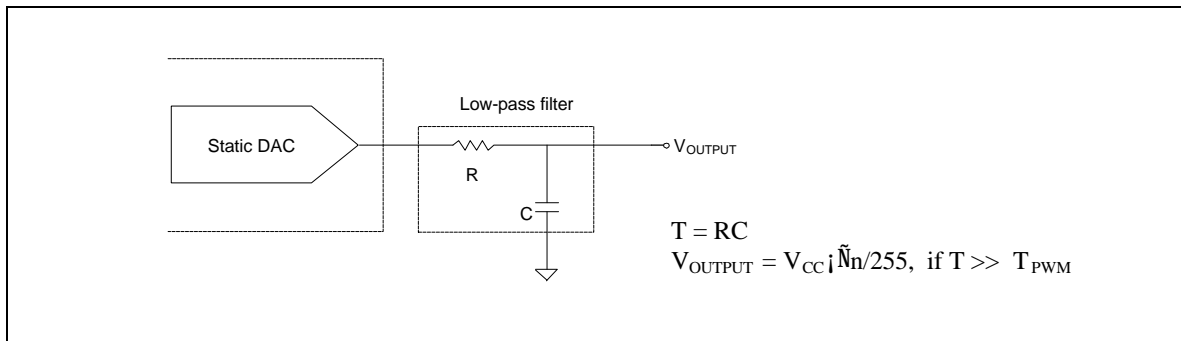 Low-pass filter
Static DAC
R
C
VOUTPUT
T = RC
VOUTPUT = VCC¡Ñn/255, if T >> TPWM